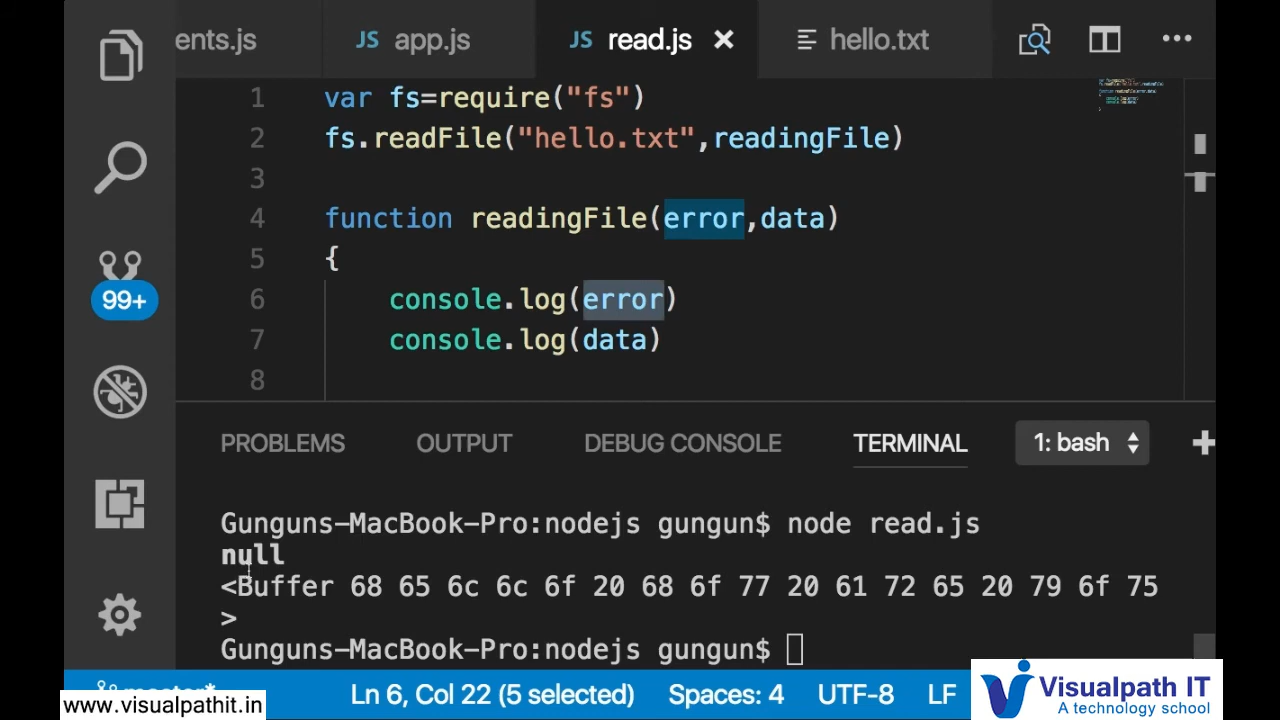 ents.js
JS app.js
JS read.js
hello.txt
1 var fs=require("fs")
2 fs.readFile("hello.txt",readingFile)
3
4 function readingFile(error,data)
5 {
6 console.log(error)
7 console.log(data)
8
99+
PROBLEMS OUTPUT DEBUG CONSOLE TERMINAL 1: bash
Gunguns-MacBook-Pro:nodejs gungun$ node read.js
null
<Buffer 68 65 6c 6c 6f 20 68 6f 77 20 61 72 65 20 79 6f 75
>
Gunguns-MacBook-Pro:nodejs gungun$
Ln 6, Col 22 (5 selected) Spaces: 4 UTF-8 LF
www.visualpathit.in
Visualpath IT
A technology school